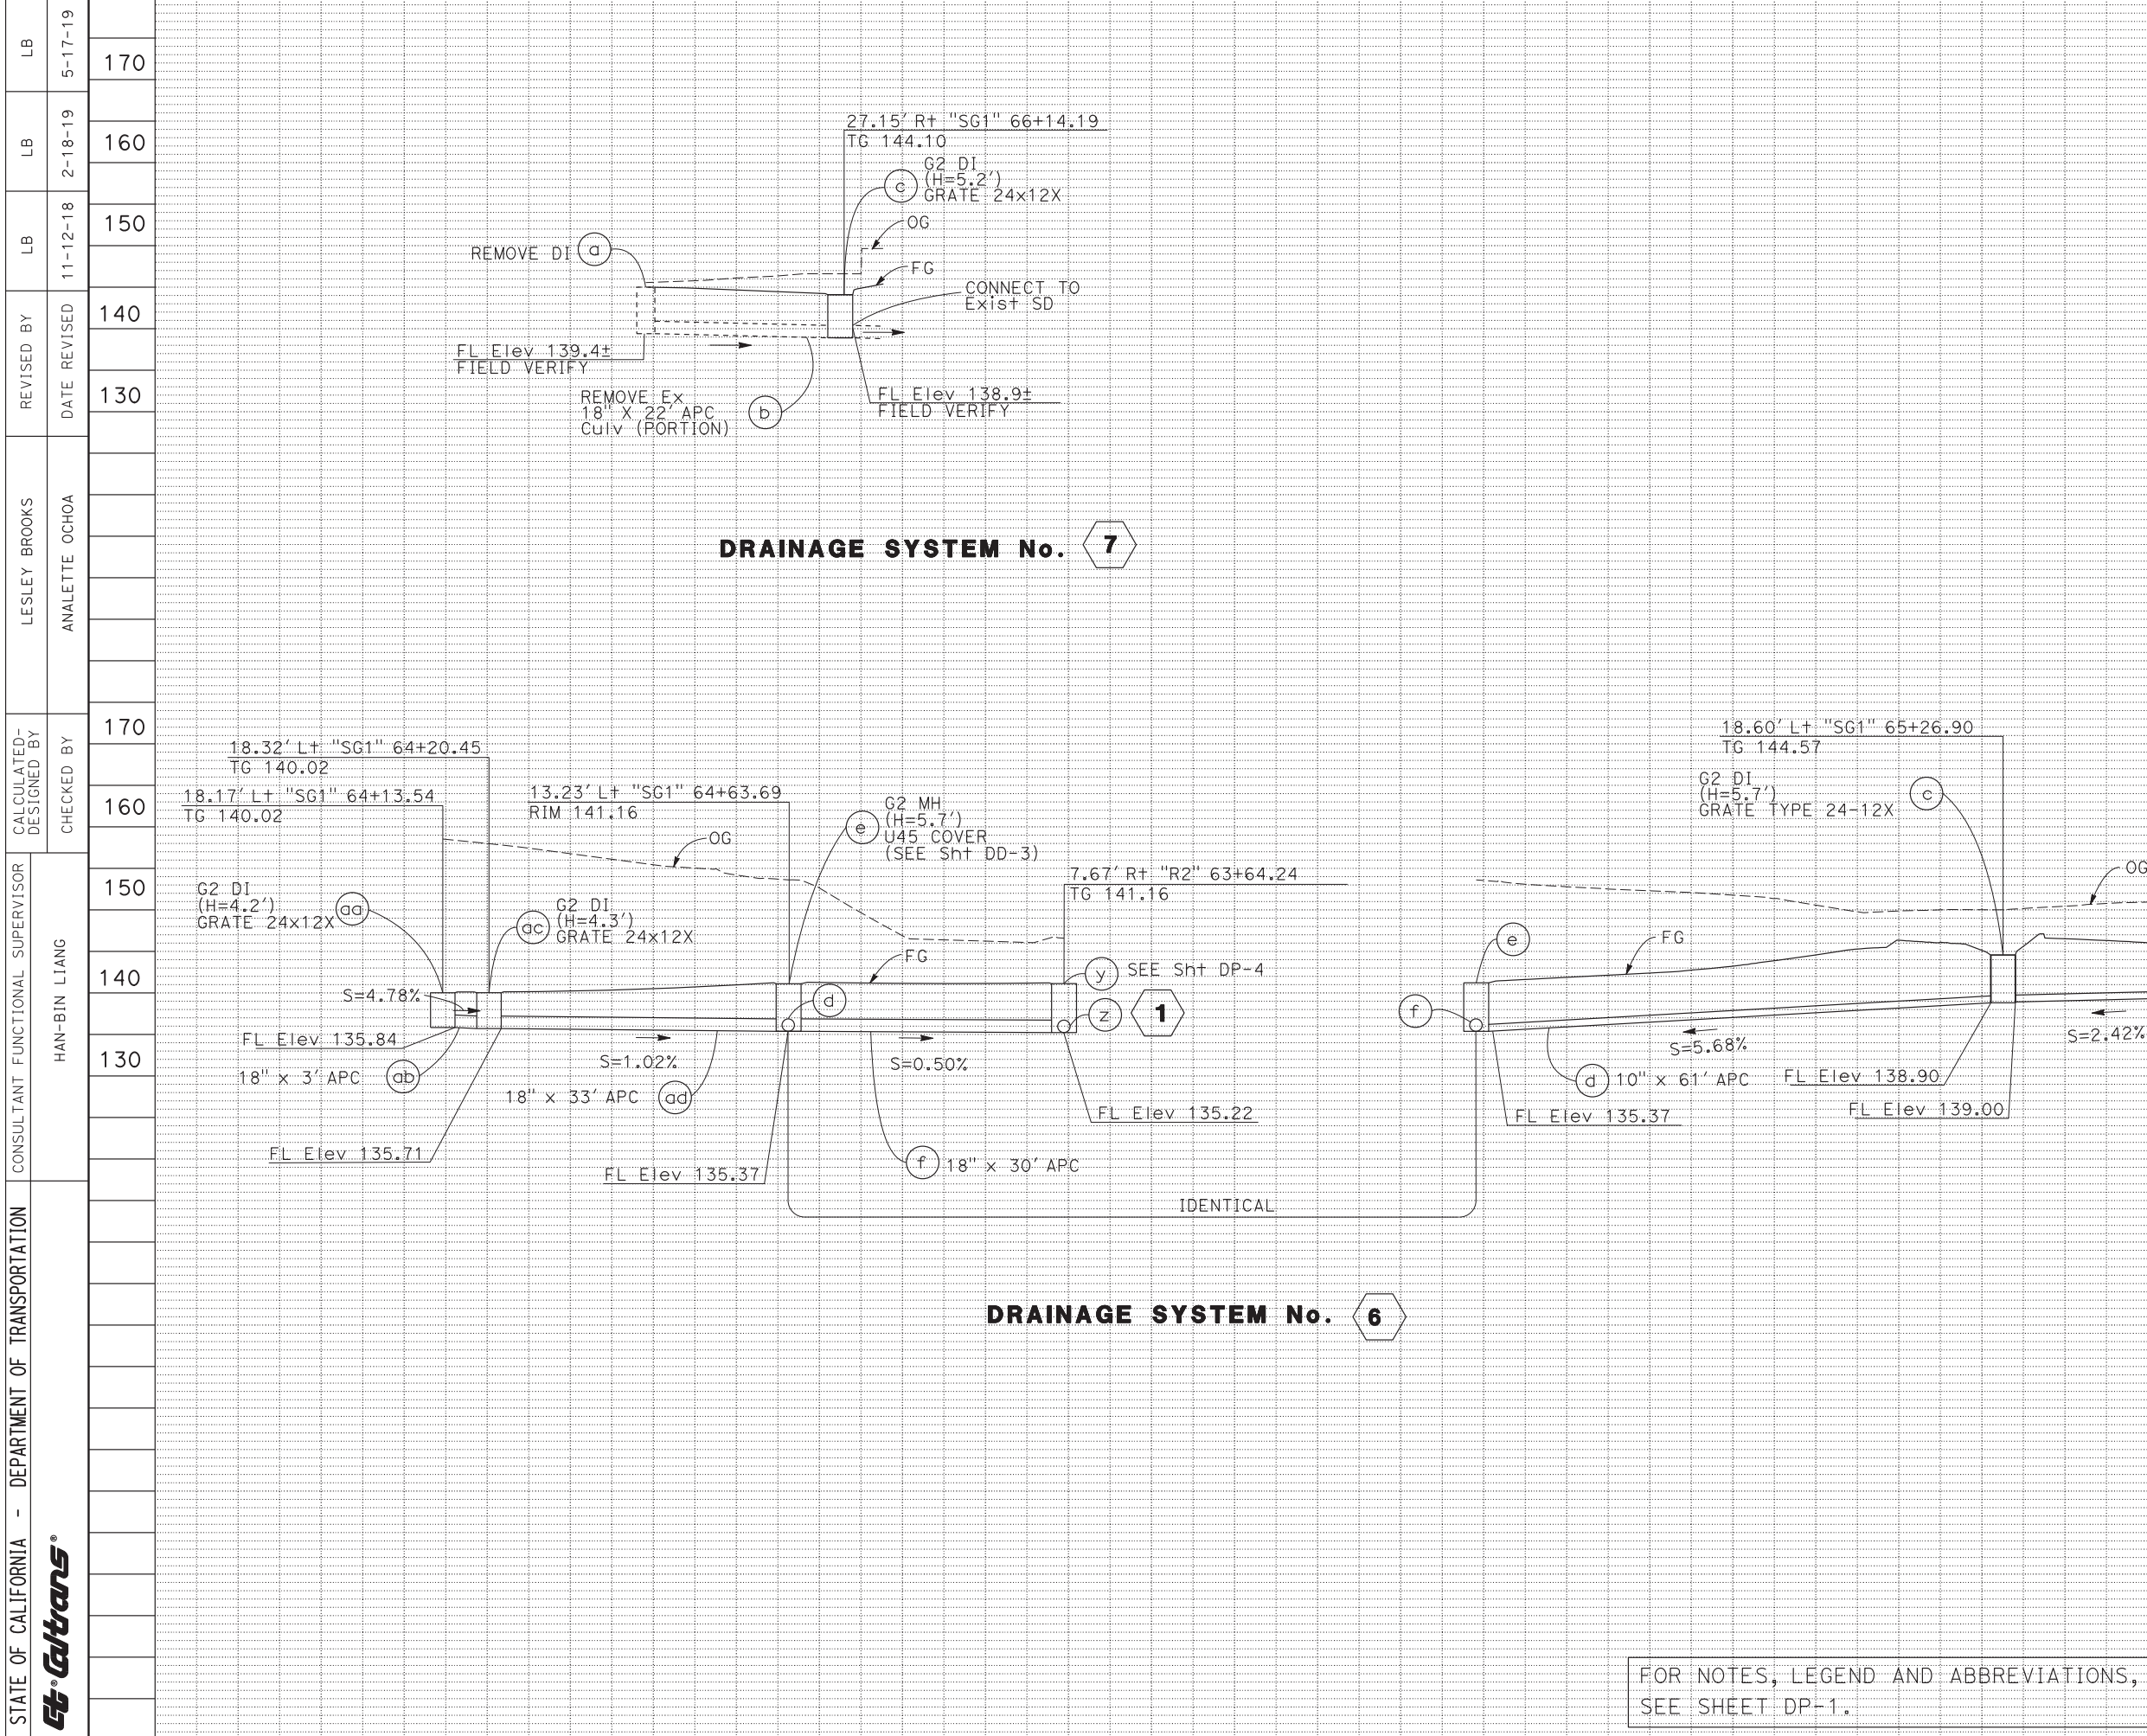 LB
5-17-19
LB
2-18-19
LB
11-12-18
REVISED BY
DATE REVISED
LESLEY BROOKS
ANALETTE OCHOA
CALCULATED-
DESIGNED BY
CHECKED BY
CONSULTANT FUNCTIONAL SUPERVISOR
HAN-BIN LIANG
STATE OF CALIFORNIA - DEPARTMENT OF TRANSPORTATION
Caltrans
170
160
150
140
130
27.15' Rt "SG1" 66+14.19
TG 144.10
G2 DI
(H=5.2')
GRATE 24x12X
c
OG
REMOVE DI
a
FG
CONNECT TO
Exist SD
FL Elev 139.4±
FIELD VERIFY
REMOVE Ex
18" X 22' APC
Culv (PORTION)
b
FL Elev 138.9±
FIELD VERIFY
DRAINAGE SYSTEM No. 7
170
160
150
140
130
18.32' Lt "SG1" 64+20.45
TG 140.02
18.17' Lt "SG1" 64+13.54
TG 140.02
13.23' Lt "SG1" 64+63.69
RIM 141.16
OG
G2 MH
(H=5.7')
U45 COVER
(SEE Sht DD-3)
e
7.67' Rt "R2" 63+64.24
TG 141.16
G2 DI
(H=4.2')
GRATE 24x12X
aa
G2 DI
(H=4.3')
GRATE 24x12X
ac
FG
y
SEE Sht DP-4
S=4.78%
d
z
1
FL Elev 135.84
18" x 3' APC
ab
S=1.02%
18" x 33' APC
ad
S=0.50%
FL Elev 135.22
FL Elev 135.71
FL Elev 135.37
f
18" x 30' APC
IDENTICAL
18.60' Lt "SG1" 65+26.90
TG 144.57
G2 DI
(H=5.7')
GRATE TYPE 24-12X
c
OG
e
FG
f
S=5.68%
S=2.42%
d
10" x 61' APC
FL Elev 138.90
FL Elev 135.37
FL Elev 139.00
DRAINAGE SYSTEM No. 6
FOR NOTES, LEGEND AND ABBREVIATIONS,
SEE SHEET DP-1.